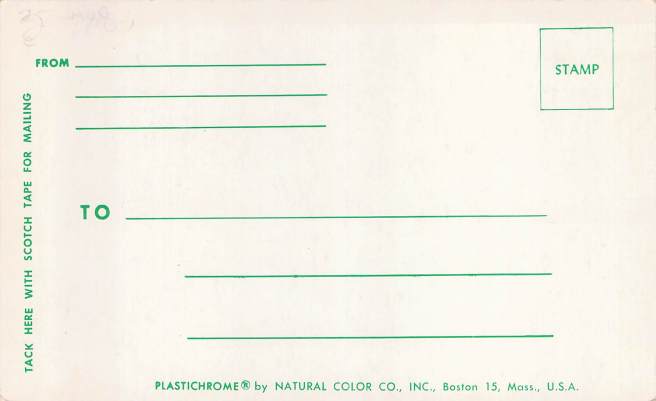 FROM
STAMP
TACK HERE WITH SCOTCH TAPE FOR MAILING
TO
PLASTICHROME® by NATURAL COLOR CO., INC., Boston 15, Mass., U.S.A.